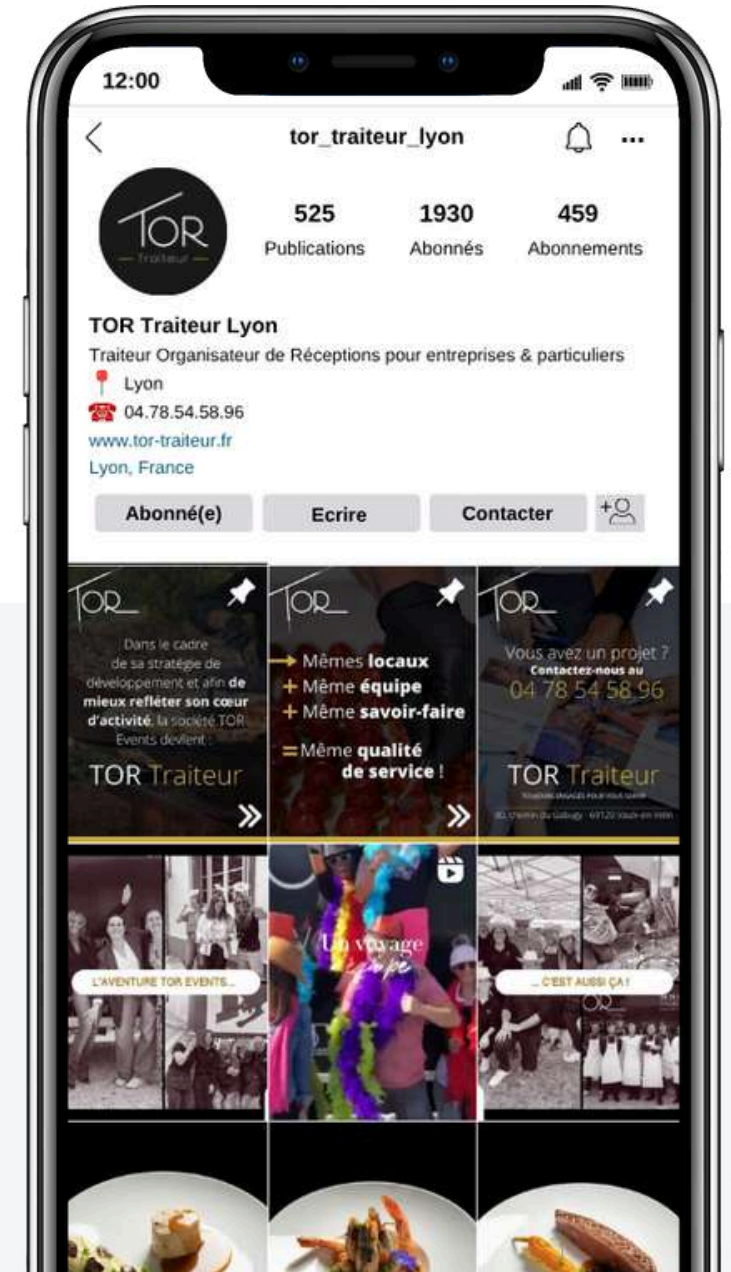 12:00
tor_traiteur_lyon
TOR
— Traiteur —
525
1930
459
Publications
Abonnés
Abonnements
TOR Traiteur Lyon
Traiteur Organisateur de Réceptions pour entreprises & particuliers
Lyon
04.78.54.58.96
www.tor-traiteur.fr
Lyon, France
Abonné(e)
Ecrire
Contacter
TOR
Dans le cadre
de sa stratégie de
développement et afin de
mieux refléter son cœur
d'activité, la société TOR
Events devient :
TOR Traiteur
TOR
Mêmes locaux
+ Même équipe
+ Même savoir-faire
= Même qualité
de service !
TOR
Vous avez un projet ?
Contactez-nous au
04 78 54 58 96
TOR Traiteur
L'AVENTURE TOR EVENTS...
Un voyage
... C'EST AUSSI ÇA !